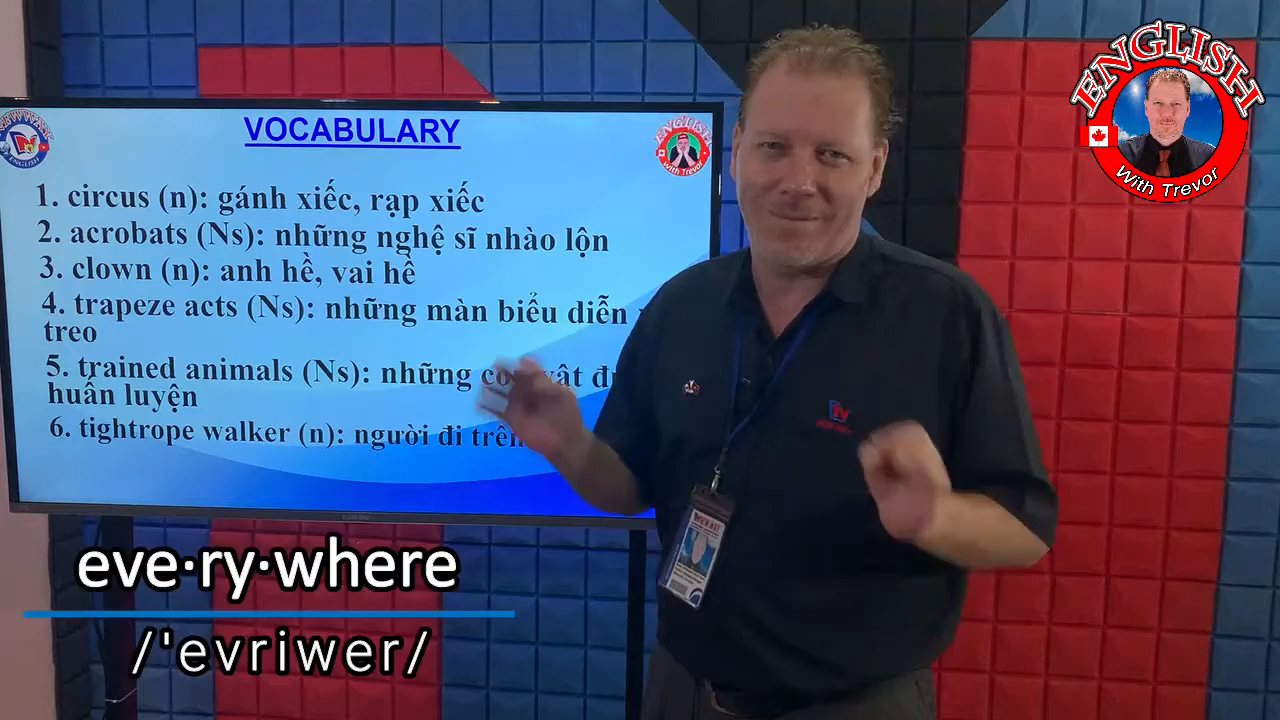 VOCABULARY
1. circus (n): gánh xiếc, rạp xiếc
2. acrobats (Ns): những nghệ sĩ nhào lộn
3. clown (n): anh hề, vai hề
4. trapeze acts (Ns): những màn biểu diễn
treo
5. trained animals (Ns): những
huấn luyện
6. tightrope walker (n): người đi trên
ENGLISH
With Trevor
ENGLISH
With Trevor
eve·ry·where
/ˈevriwer/